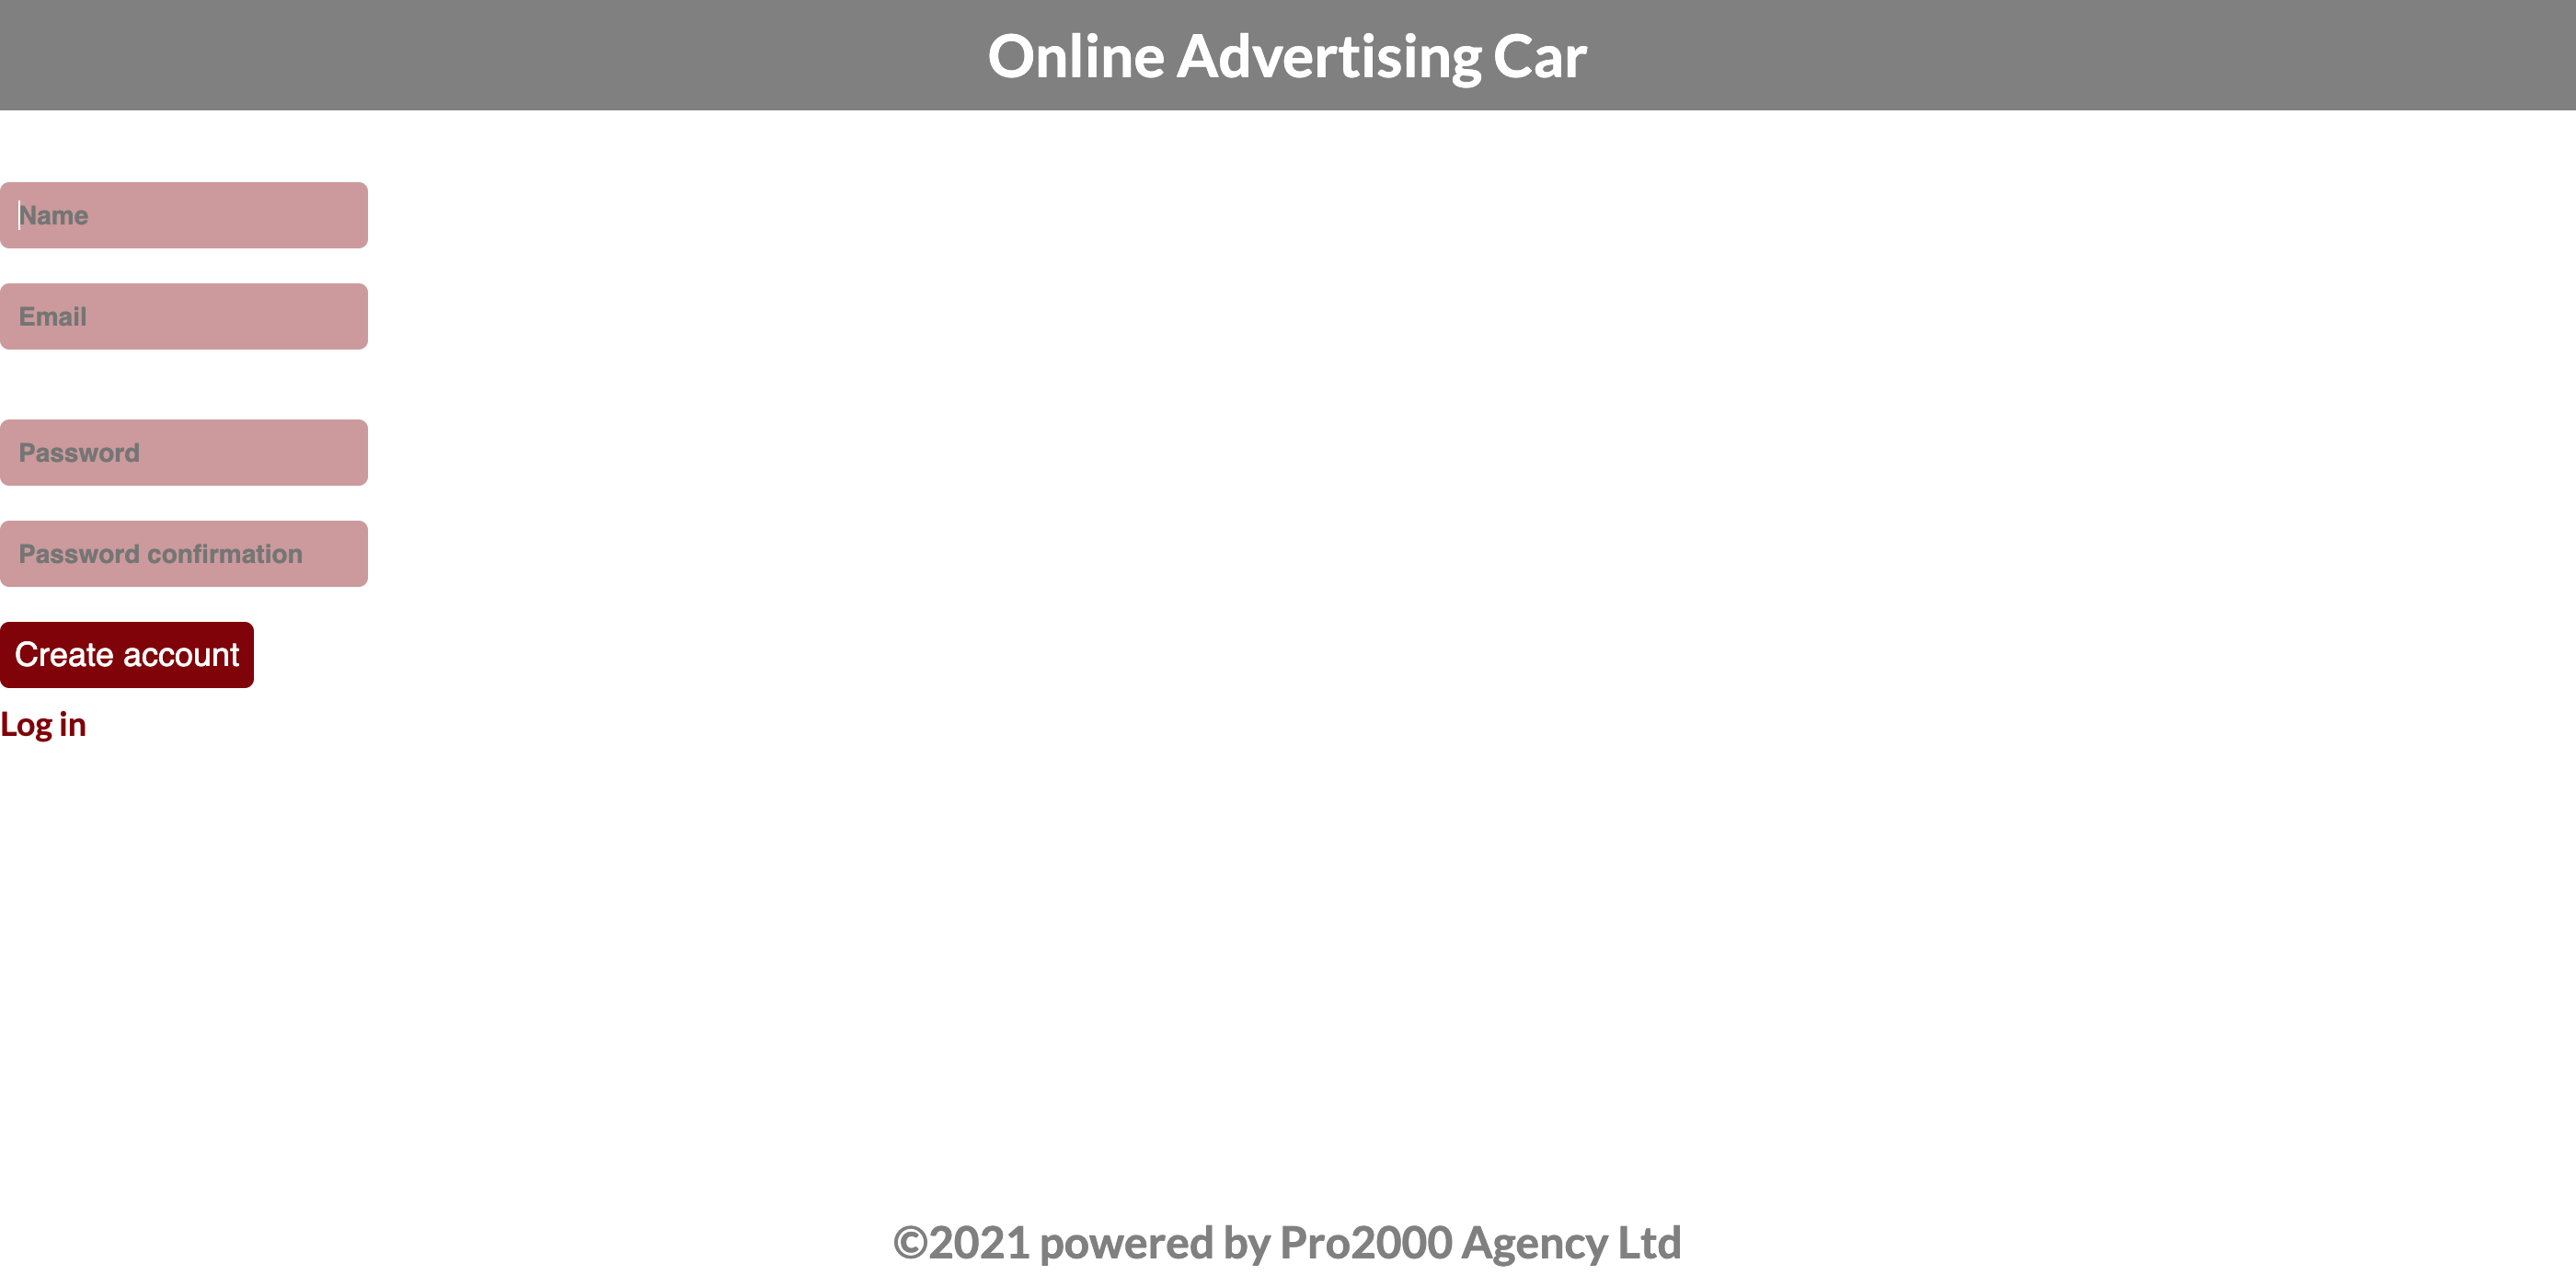 Online Advertising Car
Name
Email
Password
Password confirmation
Create account
Log in
©2021 powered by Pro2000 Agency Ltd